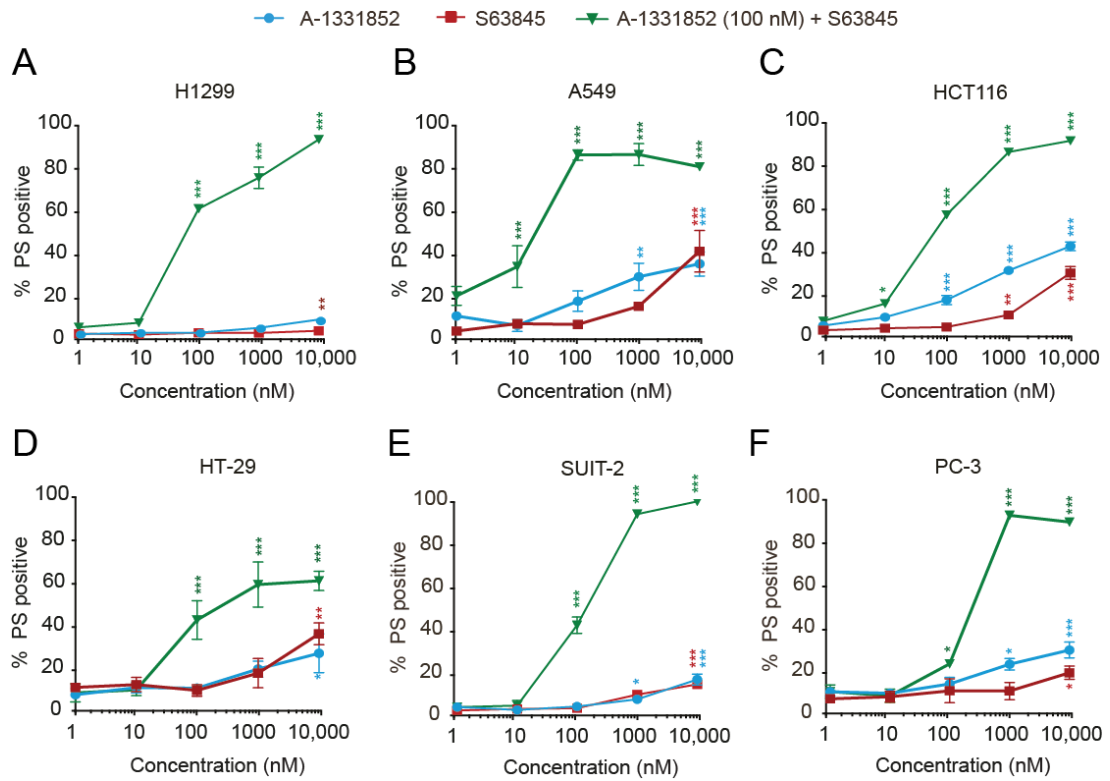 A-1331852 S63845 A-1331852 (100 nM) + S63845
A
H1299
% PS positive
100
80
60
40
20
0
***
***
***
**
1 10 100 1000 10,000
Concentration (nM)
B
A549
% PS positive
100
80
60
40
20
0
***
***
***
***
**
***
***
1 10 100 1000 10,000
Concentration (nM)
C
HCT116
% PS positive
100
80
60
40
20
0
*
***
***
***
***
***
***
**
***
1 10 100 1000 10,000
Concentration (nM)
D
HT-29
% PS positive
100
80
60
40
20
0
***
***
***
**
*
1 10 100 1000 10,000
Concentration (nM)
E
SUIT-2
% PS positive
100
80
60
40
20
0
***
***
***
*
***
***
1 10 100 1000 10,000
Concentration (nM)
F
PC-3
% PS positive
100
80
60
40
20
0
*
***
***
*
***
*
1 10 100 1000 10,000
Concentration (nM)